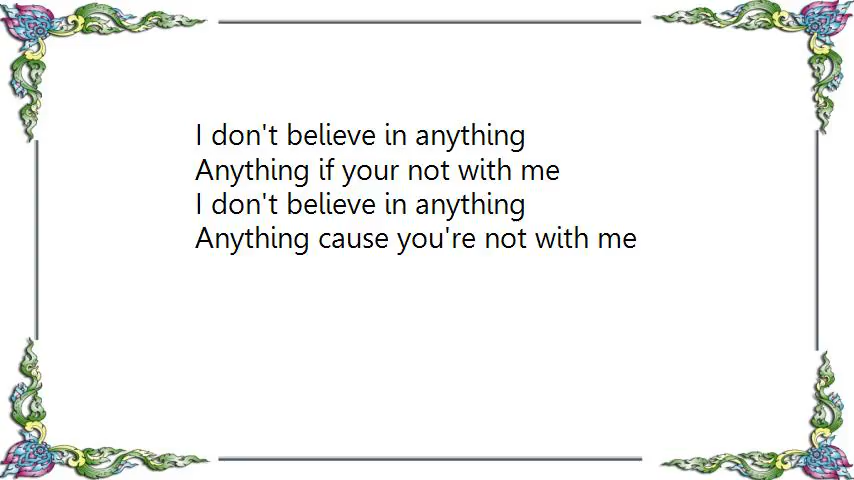 I don't believe in anything
Anything if your not with me
I don't believe in anything
Anything cause you're not with me